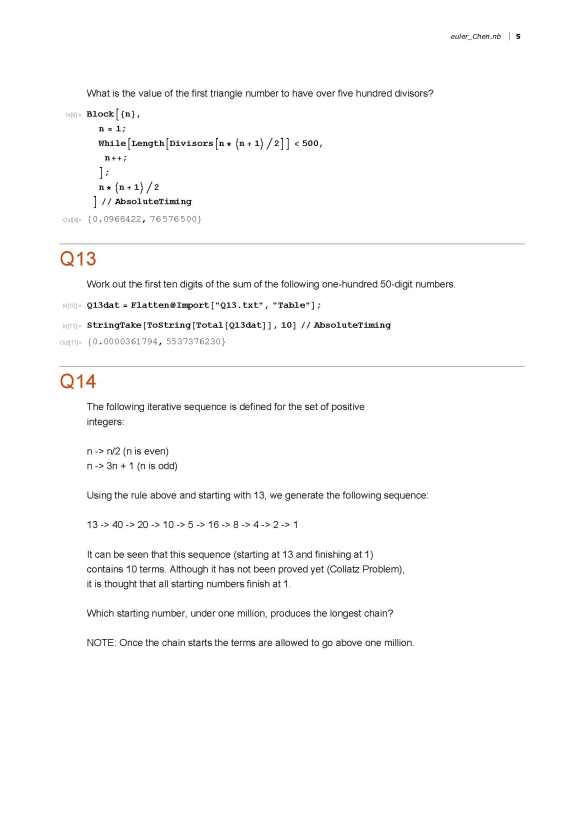 euler_Chen.nb | 5
What is the value of the first triangle number to have over five hundred divisors?
In[9]:= Block[{n},
n = 1;
While[Length[Divisors[n * (n + 1) / 2]] < 500,
n++;
];
n * (n + 1) / 2
] // AbsoluteTiming
Out[9]= {0.0968422, 76576500}
Q13
Work out the first ten digits of the sum of the following one-hundred 50-digit numbers.
In[10]:= Q13dat = Flatten@Import["Q13.txt", "Table"];
In[11]:= StringTake[ToString[Total[Q13dat]], 10] // AbsoluteTiming
Out[11]= {0.0000361794, 5537376230}
Q14
The following iterative sequence is defined for the set of positive
integers:
n -> n/2 (n is even)
n -> 3n + 1 (n is odd)
Using the rule above and starting with 13, we generate the following sequence:
13 -> 40 -> 20 -> 10 -> 5 -> 16 -> 8 -> 4 -> 2 -> 1
It can be seen that this sequence (starting at 13 and finishing at 1)
contains 10 terms. Although it has not been proved yet (Collatz Problem),
it is thought that all starting numbers finish at 1.
Which starting number, under one million, produces the longest chain?
NOTE: Once the chain starts the terms are allowed to go above one million.